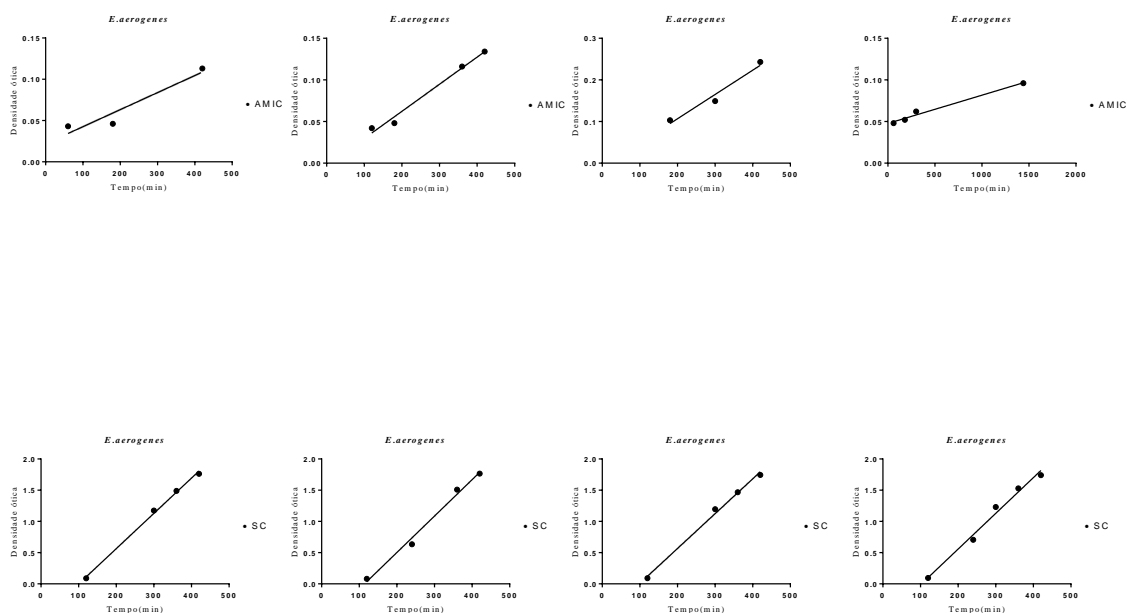 E.aerogenes
0.15
0.10
0.05
0.00
0 100 200 300 400 500
Densidade ótica
Tempo(min)
AMIC
E.aerogenes
0.15
0.10
0.05
0.00
0 100 200 300 400 500
Densidade ótica
Tempo(min)
AMIC
E.aerogenes
0.3
0.2
0.1
0.0
0 100 200 300 400 500
Densidade ótica
Tempo(min)
AMIC
E.aerogenes
0.15
0.10
0.05
0.00
0 500 1000 1500 2000
Densidade ótica
Tempo(min)
AMIC
E.aerogenes
2.0
1.5
1.0
0.5
0.0
0 100 200 300 400 500
Densidade ótica
Tempo(min)
SC
E.aerogenes
2.0
1.5
1.0
0.5
0.0
0 100 200 300 400 500
Densidade ótica
Tempo(min)
SC
E.aerogenes
2.0
1.5
1.0
0.5
0.0
0 100 200 300 400 500
Densidade ótica
Tempo(min)
SC
E.aerogenes
2.0
1.5
1.0
0.5
0.0
0 100 200 300 400 500
Densidade ótica
Tempo(min)
SC